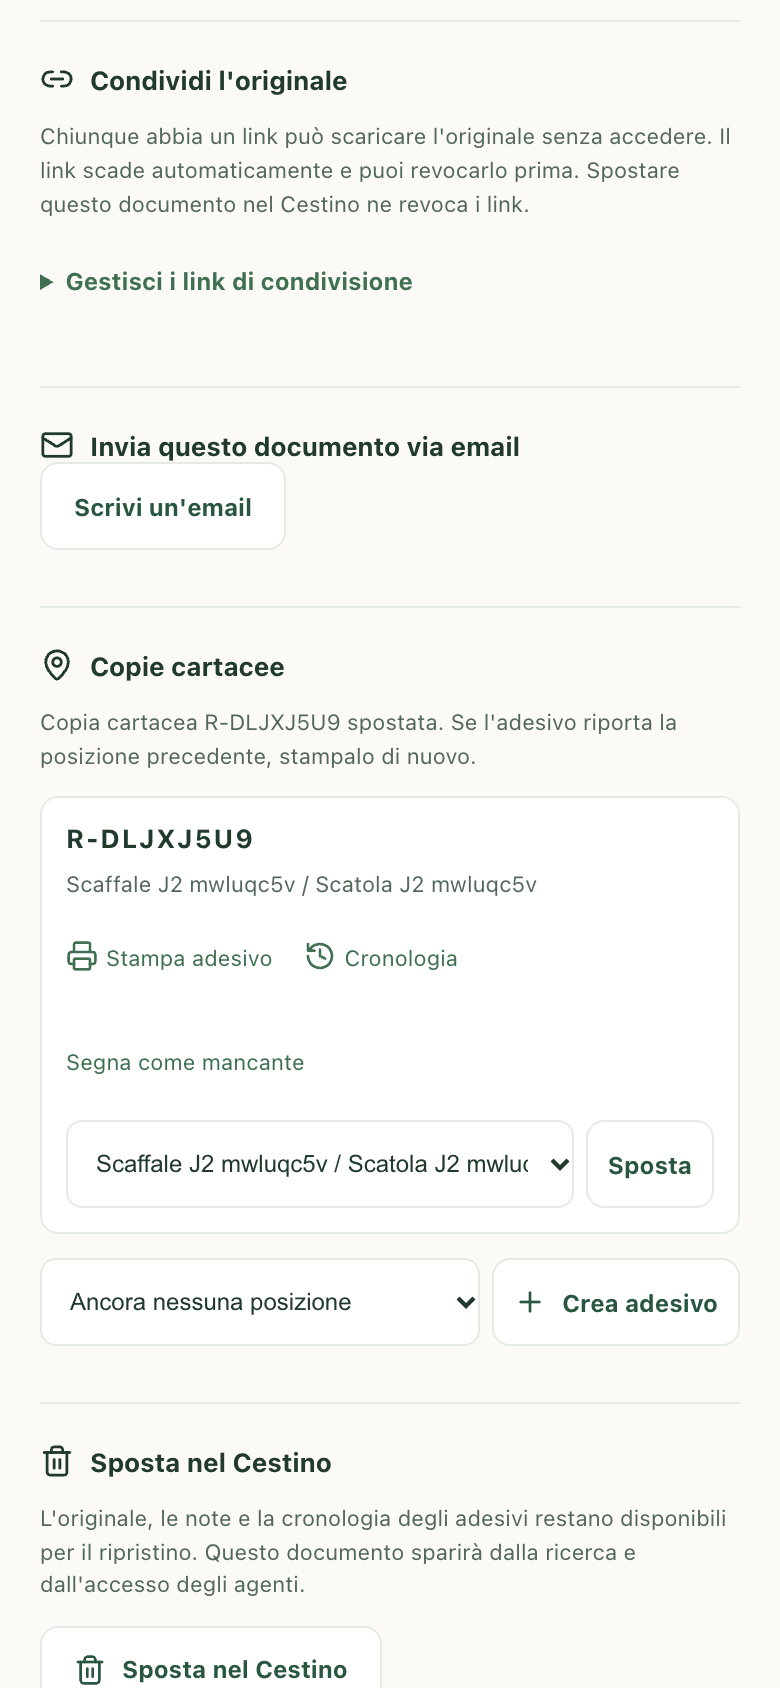 Condividi l'originale
Chiunque abbia un link può scaricare l'originale senza accedere. Il
link scade automaticamente e puoi revocarlo prima. Spostare
questo documento nel Cestino ne revoca i link.
Gestisci i link di condivisione
Invia questo documento via email
Scrivi un'email
Copie cartacee
Copia cartacea R-DLJXJ5U9 spostata. Se l'adesivo riporta la
posizione precedente, stampalo di nuovo.
R-DLJXJ5U9
Scaffale J2 mwluqc5v / Scatola J2 mwluqc5v
Stampa adesivo Cronologia
Segna come mancante
Scaffale J2 mwluqc5v / Scatola J2 mwluc Sposta
Ancora nessuna posizione Crea adesivo
Sposta nel Cestino
L'originale, le note e la cronologia degli adesivi restano disponibili
per il ripristino. Questo documento sparirà dalla ricerca e
dall'accesso degli agenti.
Sposta nel Cestino